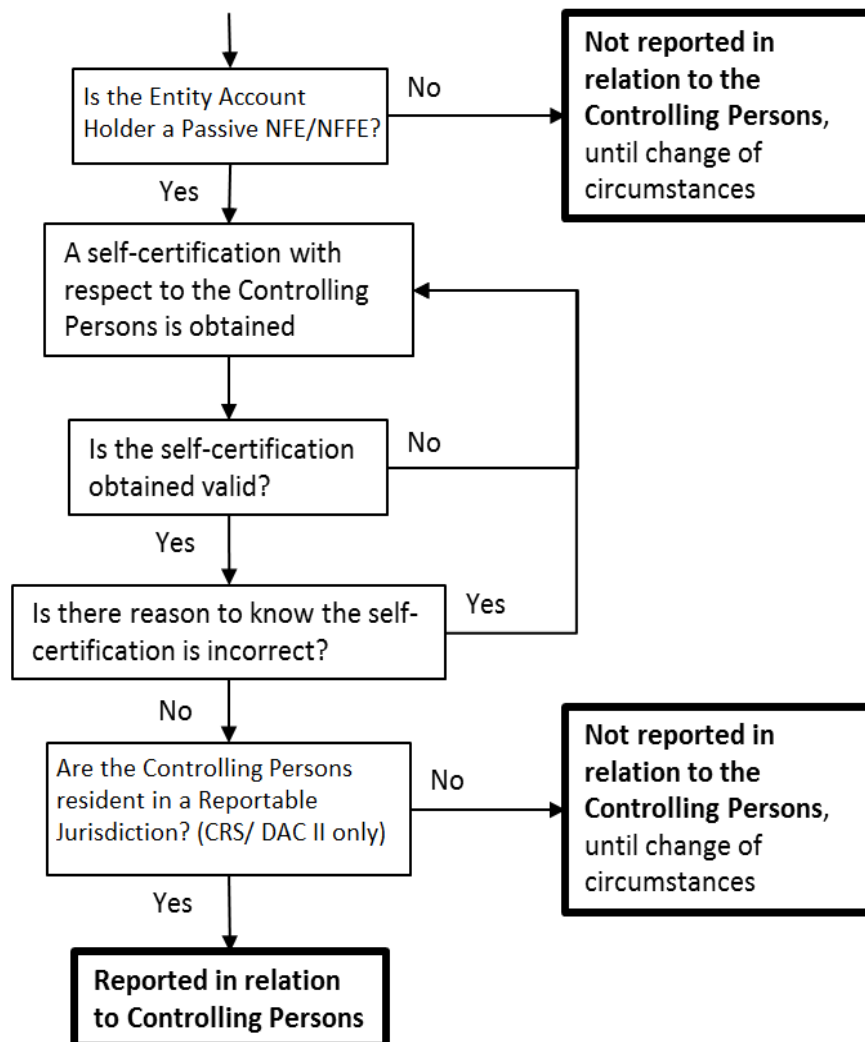 Is the Entity Account
Holder a Passive NFE/NFFE?
No
Not reported in
relation to the
Controlling Persons,
until change of
circumstances
Yes
A self-certification with
respect to the Controlling
Persons is obtained
Is the self-certification
obtained valid?
No
Yes
Is there reason to know the self-
certification is incorrect?
Yes
No
Are the Controlling Persons
resident in a Reportable
Jurisdiction? (CRS/ DAC II only)
No
Not reported in
relation to the
Controlling Persons,
until change of
circumstances
Yes
Reported in relation
to Controlling Persons